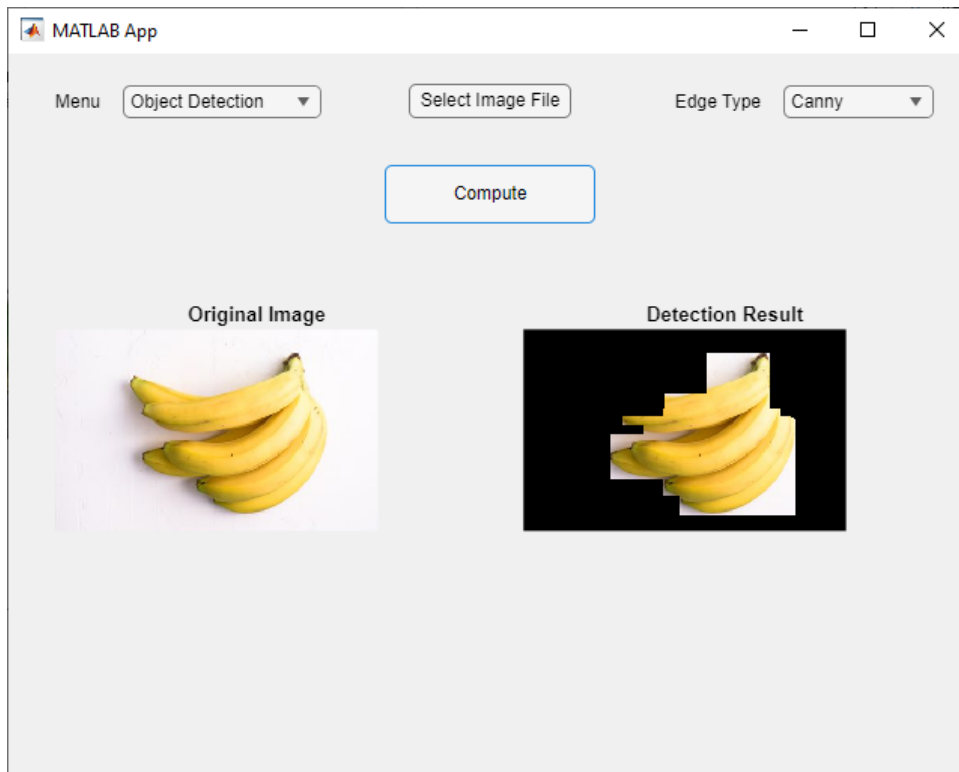 MATLAB App
Menu Object Detection Select Image File Edge Type Canny
Compute
Original Image Detection Result